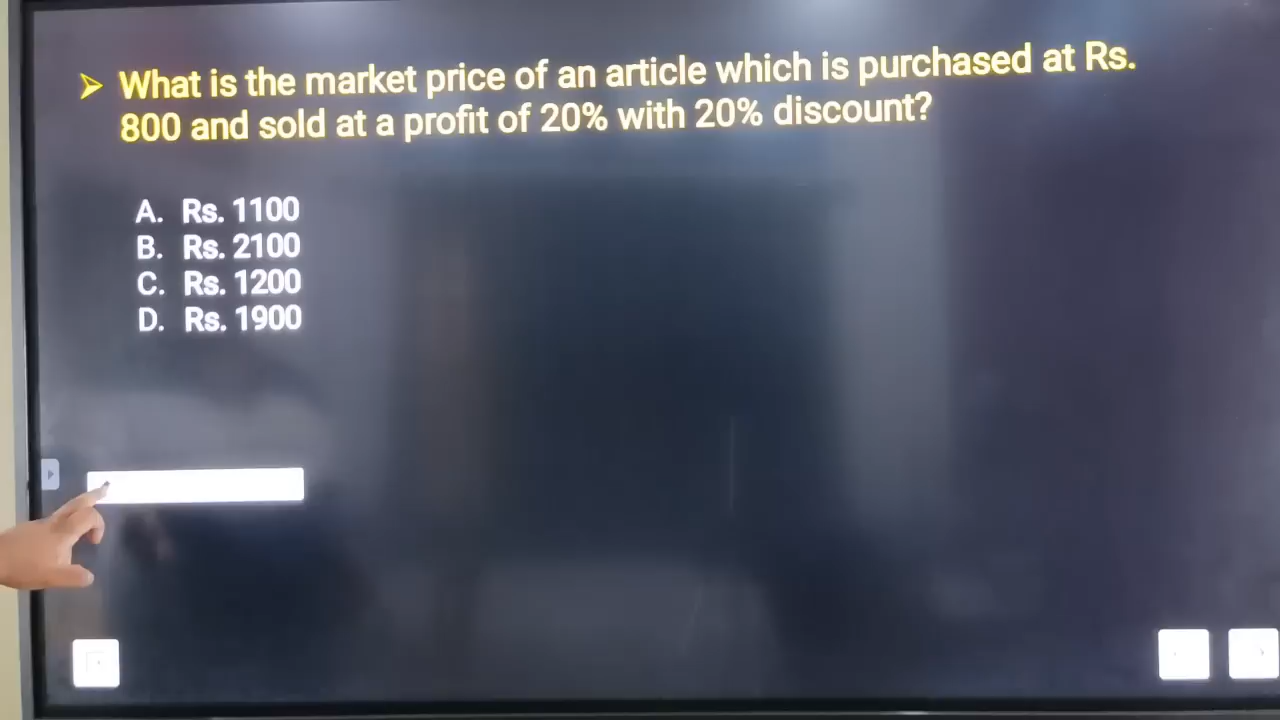 ➢ What is the market price of an article which is purchased at Rs.
800 and sold at a profit of 20% with 20% discount?
A. Rs. 1100
B. Rs. 2100
C. Rs. 1200
D. Rs. 1900